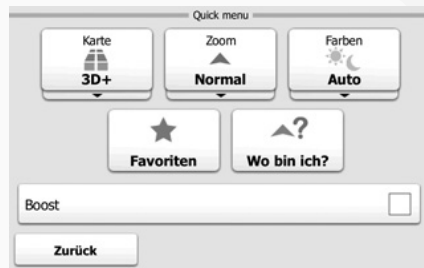 Quick menu
Karte Zoom Farben
3D+ Normal Auto
?
Favoriten Wo bin ich?
Boost
Zurück